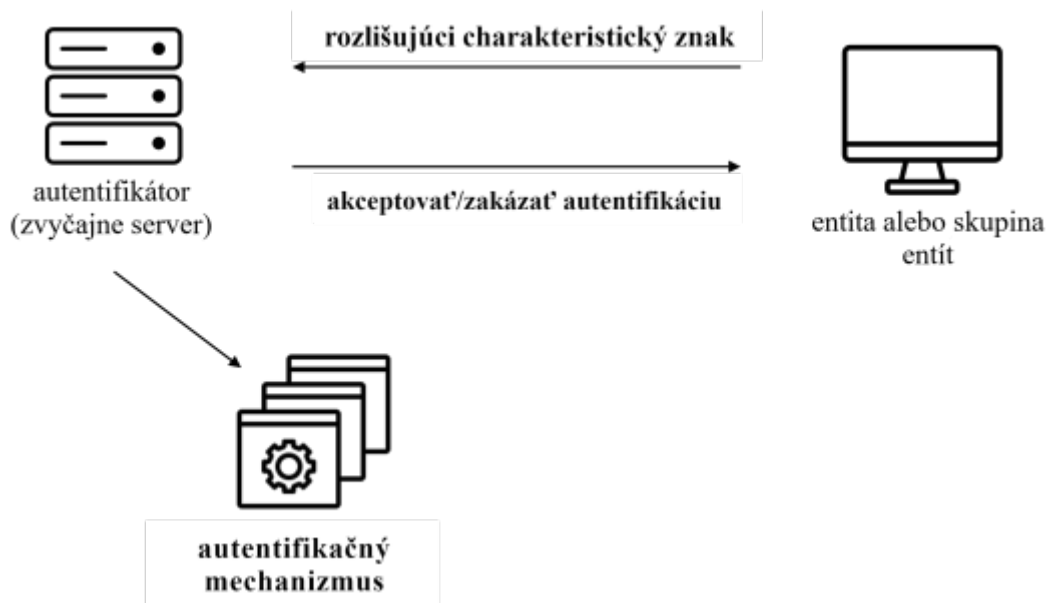 rozlišujúci charakteristický znak
autentifikátor
(zvyčajne server)
akceptovať/zakázať autentifikáciu
entita alebo skupina
entít
autentifikačný
mechanizmus